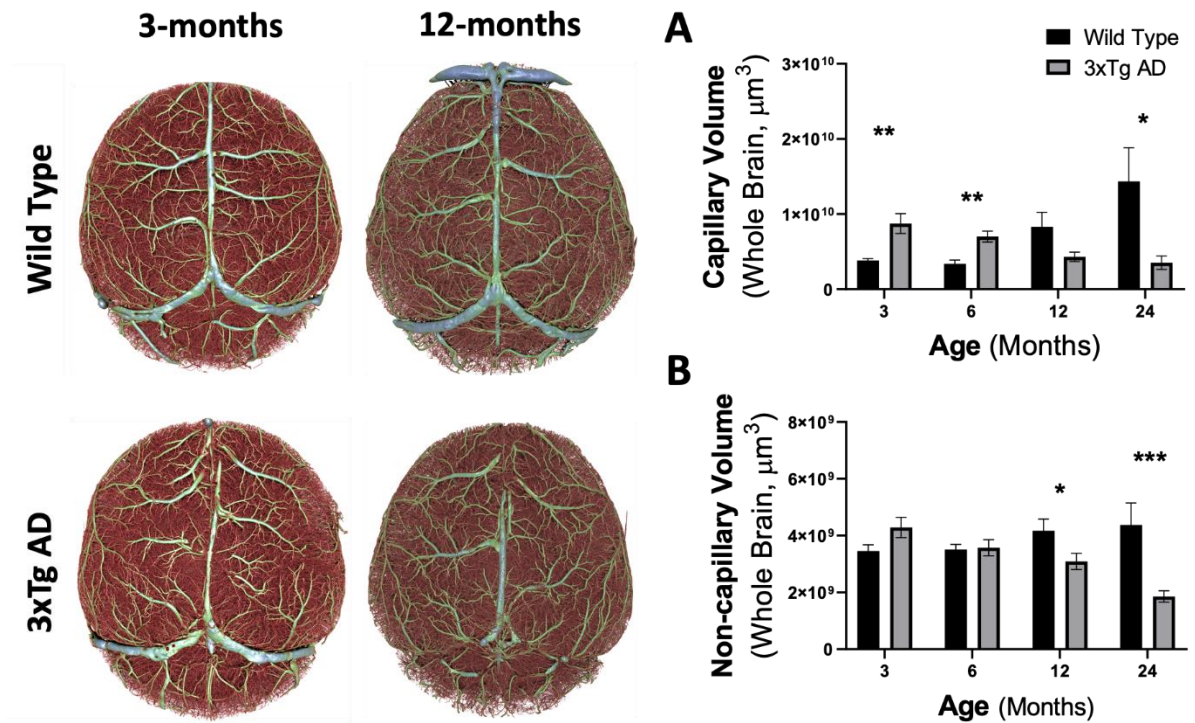 3-months
12-months
Wild Type
3xTg AD
A
Wild Type
3xTg AD
Capillary Volume
(Whole Brain, μm³)
3×10¹⁰
2×10¹⁰
1×10¹⁰
0
**
**
*
3
6
12
24
Age (Months)
B
Non-capillary Volume
(Whole Brain, μm³)
8×10⁹
6×10⁹
4×10⁹
2×10⁹
0
*
***
3
6
12
24
Age (Months)